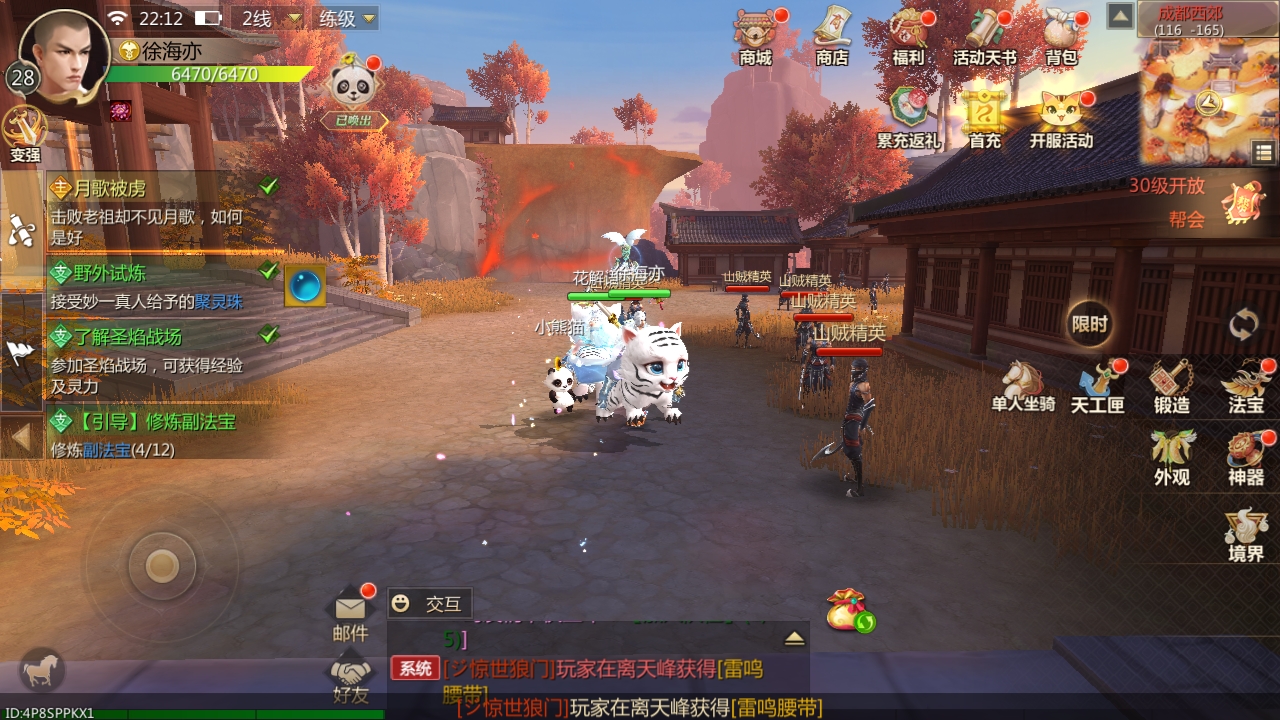 22:12
2线
练级
徐海亦
28
6470/6470
已唤出
变强
商城
商店
福利
活动天书
背包
累充返礼
首充
开服活动
成都西郊
(116 -165)
30级开放
帮会
主
月歌被虏
击败老祖却不见月歌，如何
是好
支
野外试炼
接受妙一真人给予的聚灵珠
支
了解圣焰战场
参加圣焰战场，可获得经验
及灵力
支
【引导】修炼副法宝
修炼副法宝(4/12)
小熊猫
山贼精英
山贼精英
山贼精英
山贼精英
限时
单人坐骑
天工匣
锻造
法宝
外观
神器
境界
邮件
好友
交互
5)]
系统
[ジ惊世狼门]玩家在离天峰获得[雷鸣
腰带]
[ジ惊世狼门]玩家在离天峰获得[雷鸣腰带]
ID:4P8SPPKX1